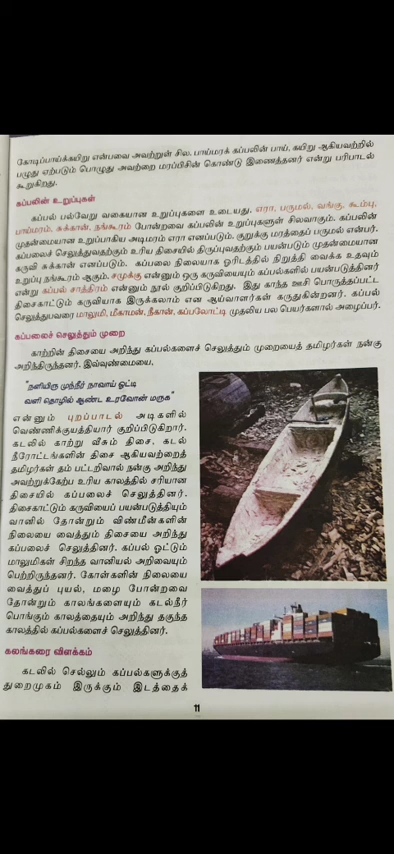 கோடிப்பாய்க்கயிறு என்பவை அவற்றுள் சில. பாய்மரக் கப்பலின் பாய், கயிறு ஆகியவற்றில்
பழுது ஏற்படும் பொழுது அவற்றை மரப்பிசின் கொண்டு இணைத்தனர் என்று பரிபாடல்
கூறுகிறது.
கப்பலின் உறுப்புகள்
கப்பல் பல்வேறு வகையான உறுப்புகளை உடையது. எரா, பருமல், வங்கு, கூம்பு,
பாய்மரம், சுக்கான், நங்கூரம் போன்றவை கப்பலின் உறுப்புகளுள் சிலவாகும். கப்பலின்
முதன்மையான உறுப்பாகிய அடிமரம் எரா எனப்படும். குறுக்கு மரத்தைப் பருமல் என்பர்.
கப்பலைச் செலுத்துவதற்கும் உரிய திசையில் திருப்புவதற்கும் பயன்படும் முதன்மையான
கருவி சுக்கான் எனப்படும். கப்பலை நிலையாக ஓரிடத்தில் நிறுத்தி வைக்க உதவும்
உறுப்பு நங்கூரம் ஆகும். சமுக்கு என்னும் ஒரு கருவியையும் கப்பல்களில் பயன்படுத்தினர்
என்று கப்பல் சாத்திரம் என்னும் நூல் குறிப்பிடுகிறது. இது காந்த ஊசி பொருத்தப்பட்ட
திசைகாட்டும் கருவியாக இருக்கலாம் என ஆய்வாளர்கள் கருதுகின்றனர். கப்பல்
செலுத்துபவரை மாலுமி, மீகாமன், நீகான், கப்பலோட்டி முதலிய பல பெயர்களால் அழைப்பர்.
கப்பலைச் செலுத்தும் முறை
காற்றின் திசையை அறிந்து கப்பல்களைச் செலுத்தும் முறையைத் தமிழர்கள் நன்கு
அறிந்திருந்தனர். இவ்வுண்மையை,
"நளியிரு முந்நீர் நாவாய் ஓட்டி
வளி தொழில் ஆண்ட உரவோன் மருக"
என்னும் புறப்பாடல் அடிகளில்
வெண்ணிக்குயத்தியார் குறிப்பிடுகிறார்.
கடலில் காற்று வீசும் திசை, கடல்
நீரோட்டங்களின் திசை ஆகியவற்றைத்
தமிழர்கள் தம் பட்டறிவால் நன்கு அறிந்து
அவற்றுக்கேற்ப உரிய காலத்தில் சரியான
திசையில் கப்பலைச் செலுத்தினர்.
திசைகாட்டும் கருவியைப் பயன்படுத்தியும்
வானில் தோன்றும் விண்மீன்களின்
நிலையை வைத்தும் திசையை அறிந்து
கப்பலைச் செலுத்தினர். கப்பல் ஓட்டும்
மாலுமிகள் சிறந்த வானியல் அறிவையும்
பெற்றிருந்தனர். கோள்களின் நிலையை
வைத்துப் புயல், மழை போன்றவை
தோன்றும் காலங்களையும் கடல்நீர்
பொங்கும் காலத்தையும் அறிந்து தகுந்த
காலத்தில் கப்பல்களைச் செலுத்தினர்.
கலங்கரை விளக்கம்
கடலில் செல்லும் கப்பல்களுக்குத்
துறைமுகம் இருக்கும் இடத்தைக்
11